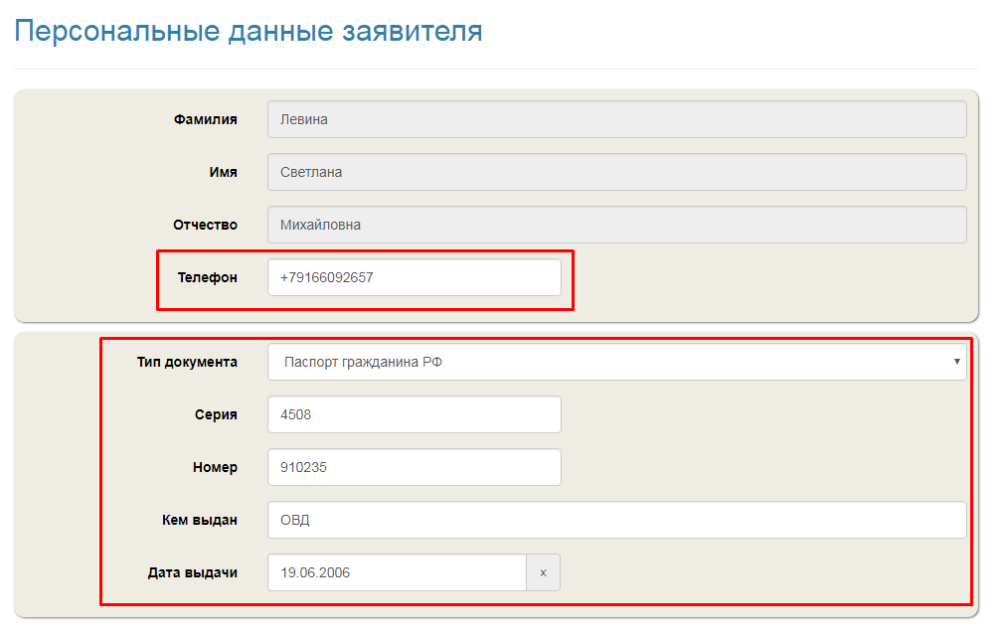 Персональные данные заявителя
Фамилия Левина
Имя Светлана
Отчество Михайловна
Телефон +79166092657
Тип документа Паспорт гражданина РФ
Серия 4508
Номер 910235
Кем выдан ОВД
Дата выдачи 19.06.2006 x